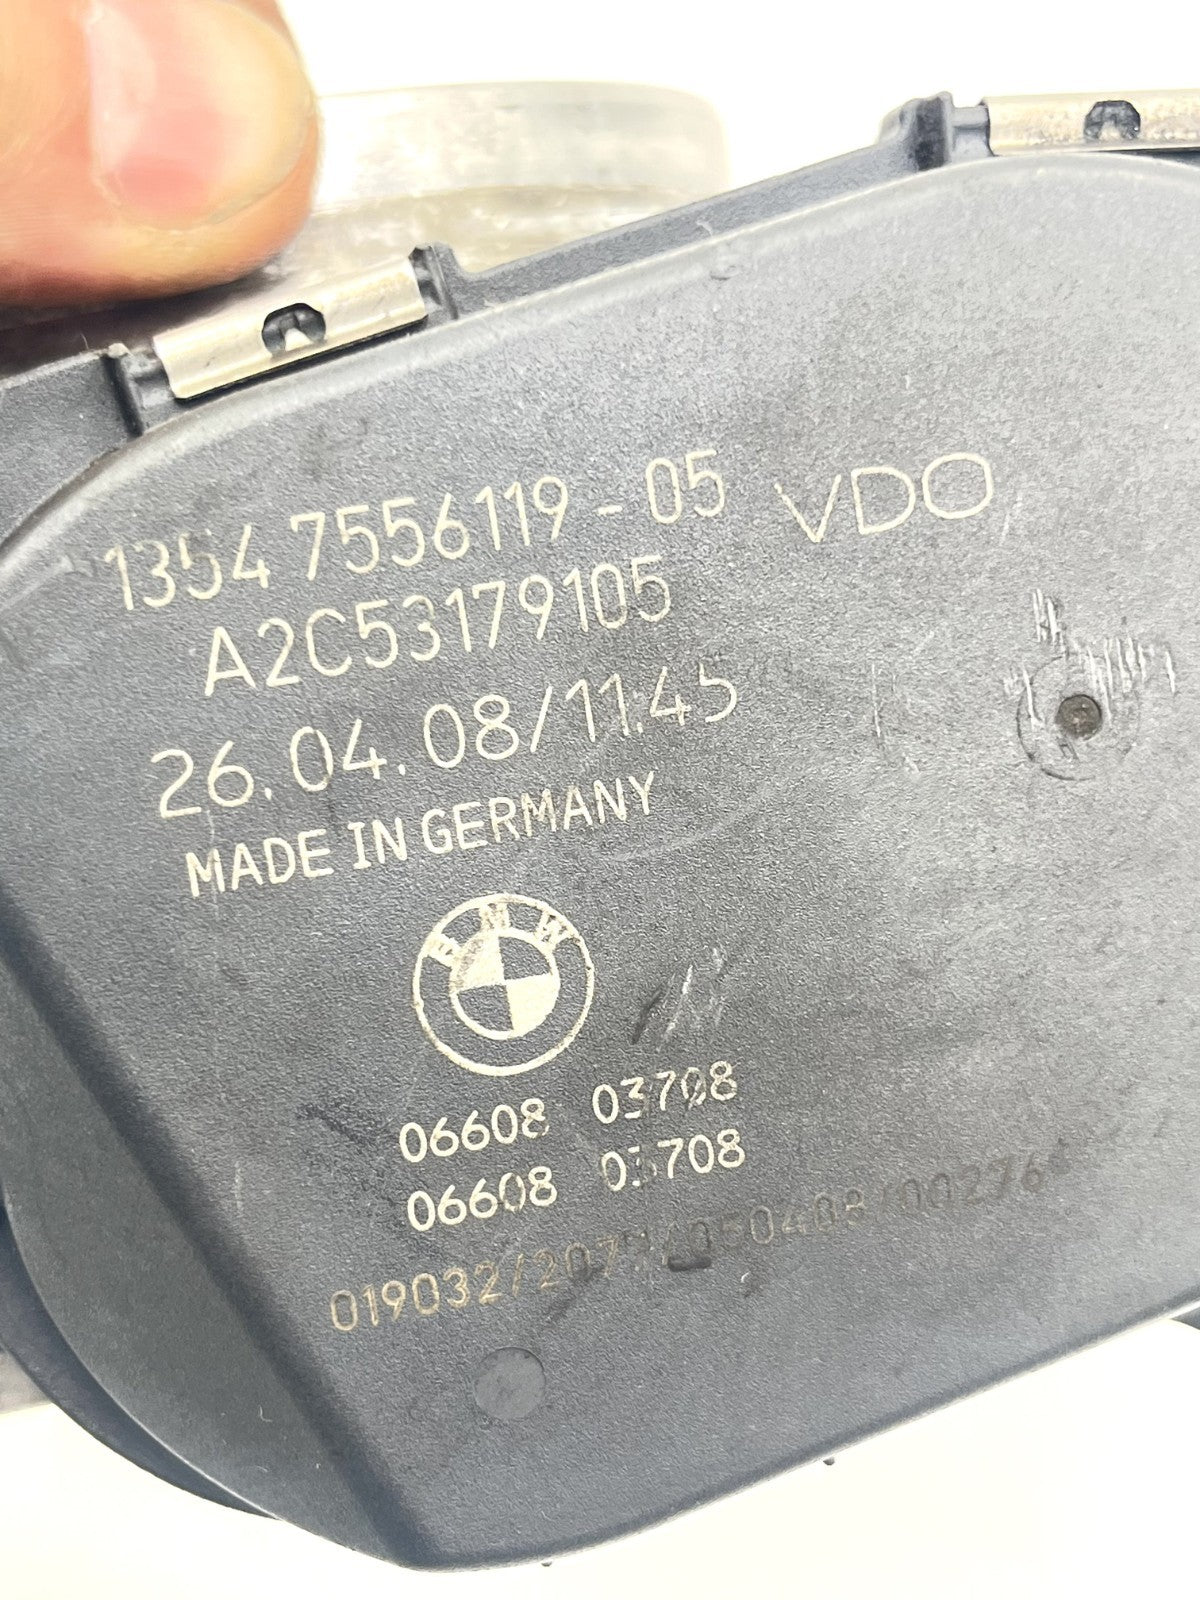 1354 7556119-05 VDO
A2C53179105
26.04.08/11:45
MADE IN GERMANY
BMW
06608 03708
06608 03708